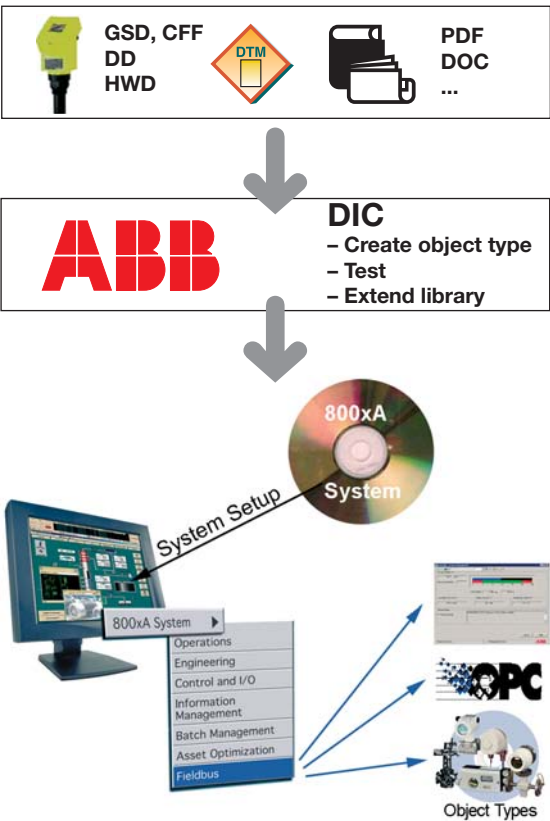 GSD, CFF
DD
HWD
DTM
PDF
DOC
...
ABB
DIC
– Create object type
– Test
– Extend library
800xA
System
System Setup
800xA System
Operations
Engineering
Control and I/O
Information
Management
Batch Management
Asset Optimization
Fieldbus
OPC
Object Types